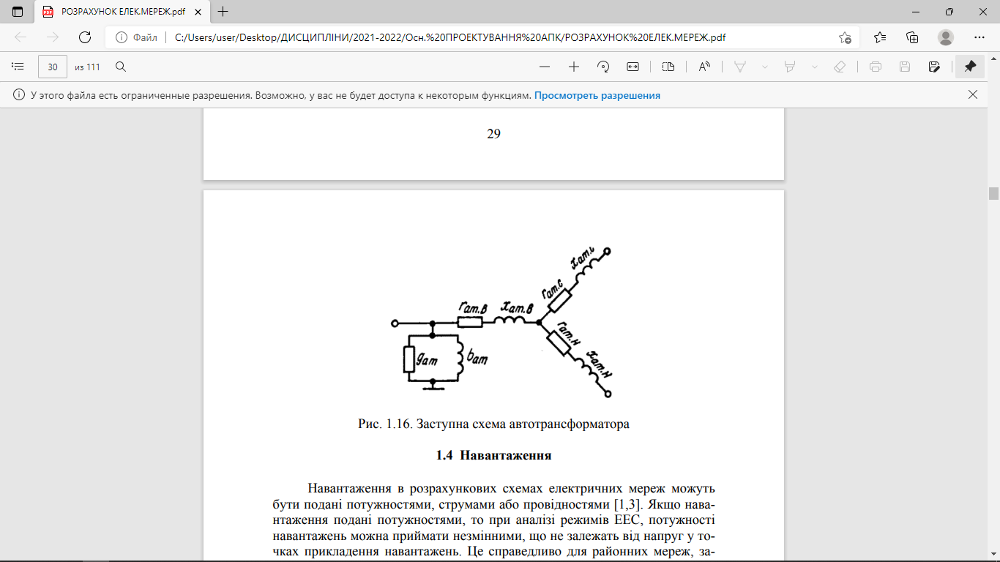 РОЗРАХУНОК ЕЛЕК.МЕРЕЖ.pdf
Файл
C:/Users/user/Desktop/ДИСЦИПЛІНИ/2021-2022/Осн.%20ПРОЕКТУВАННЯ%20АПК/РОЗРАХУНОК%20ЕЛЕК.МЕРЕЖ.pdf
30 из 111
У этого файла есть ограниченные разрешения. Возможно, у вас не будет доступа к некоторым функциям. Просмотреть разрешения
29
xат.с
rат.с
rат.в xат.в
rат.н
xат.н
gат bат
Рис. 1.16. Заступна схема автотрансформатора
1.4 Навантаження
Навантаження в розрахункових схемах електричних мереж можуть
бути подані потужностями, струмами або провідностями [1,3]. Якщо нава-
нтаження подані потужностями, то при аналізі режимів ЕЕС, потужності
навантажень можна приймати незмінними, що не залежать від напруг у то-
чках прикладення навантажень. Це справедливо для районних мереж, за-